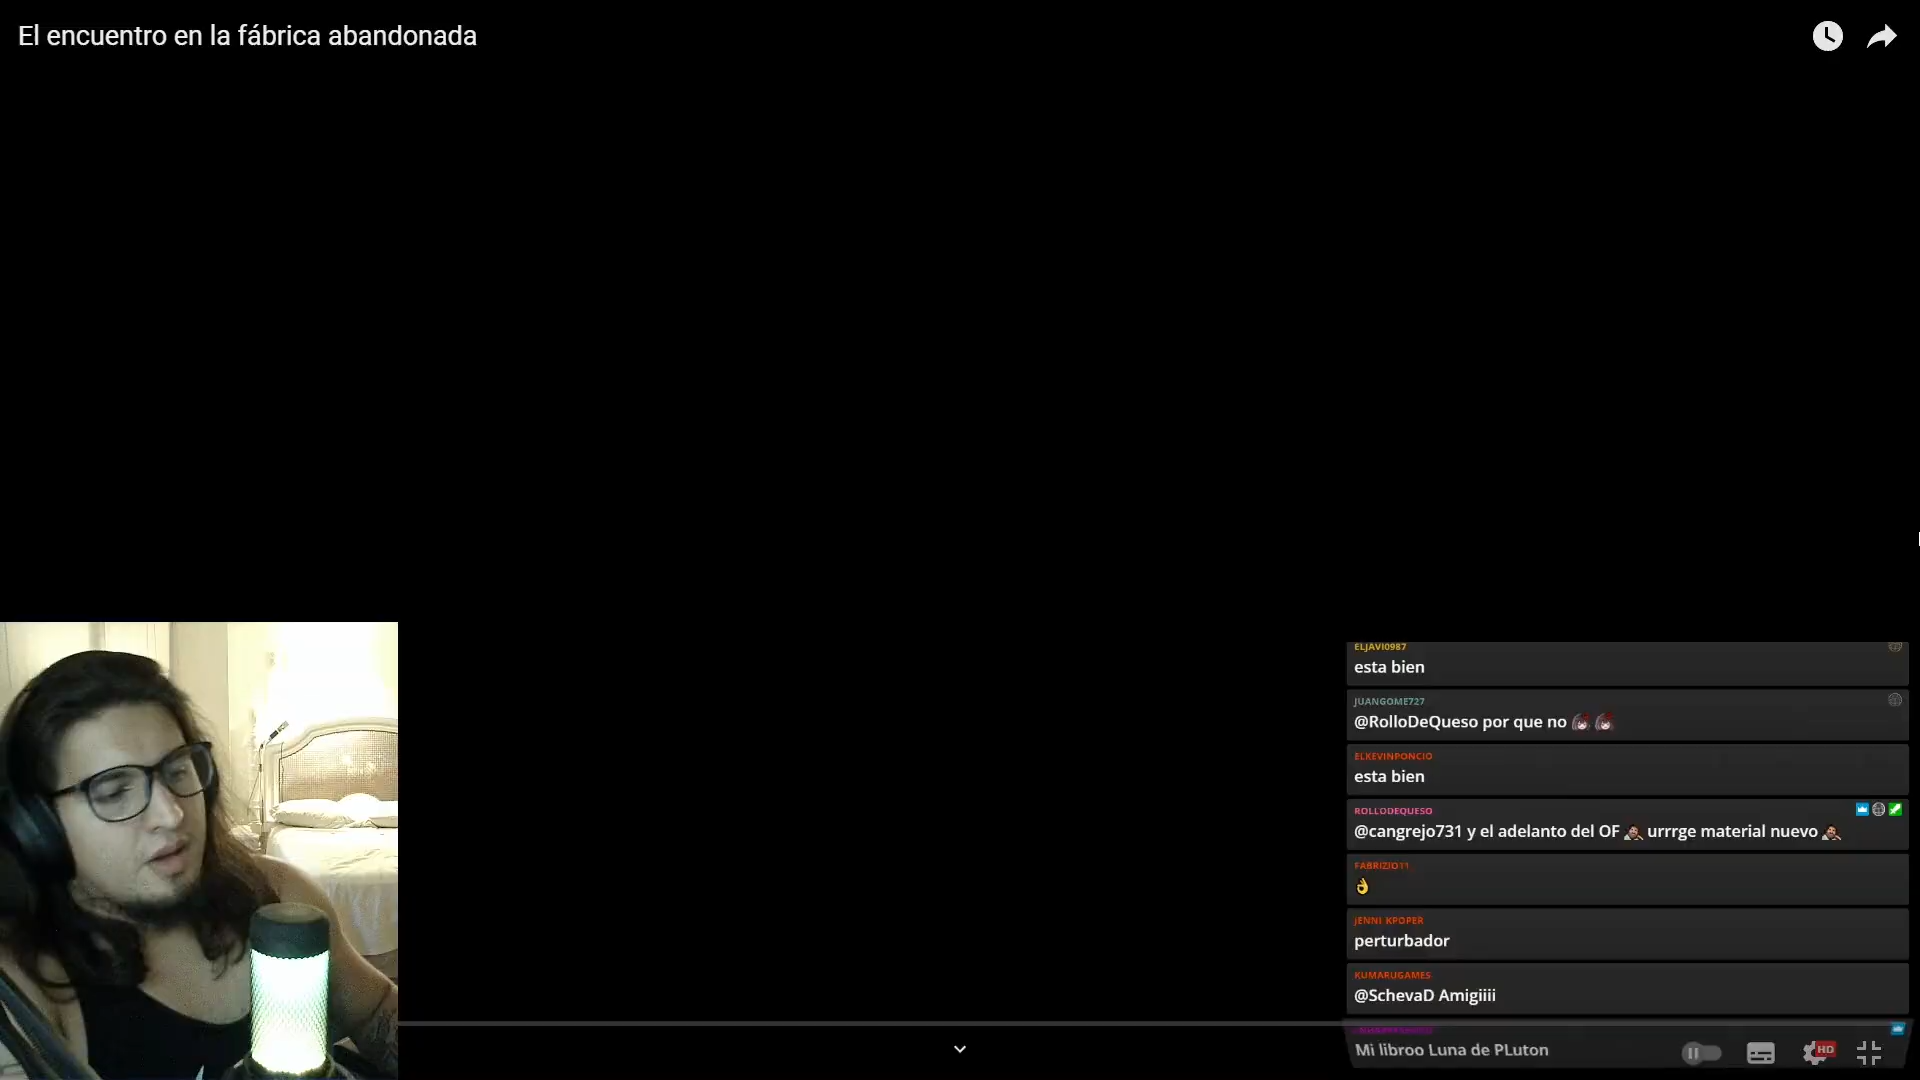 El encuentro en la fábrica abandonada
ELJAVI0987
esta bien
JUANGOME727
@RolloDeQueso por que no
ELKEVINPONCIO
esta bien
ROLLODEQUESO
@cangrejo731 y el adelanto del OF urrrge material nuevo
FABRIZIO11
JENNI KPOPER
perturbador
KUMARUGAMES
@SchevaD Amigiiii
Mi libroo Luna de PLuton
HD